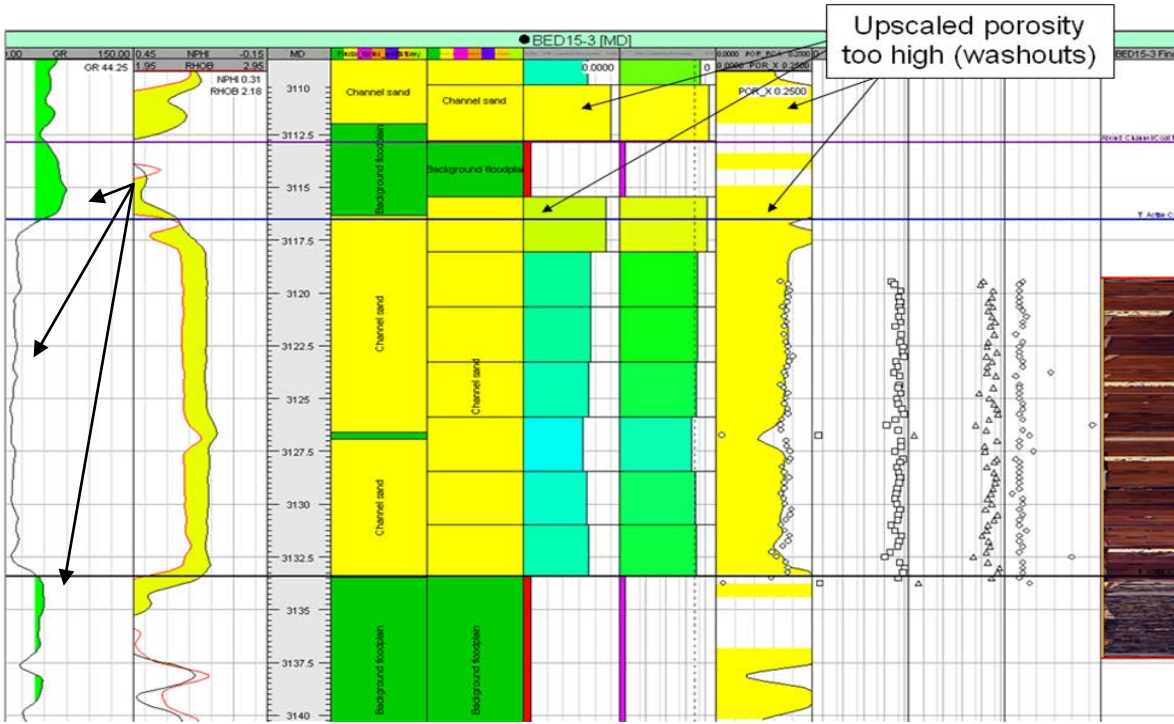 Upscaled porosity
too high (washouts)
BED15-3 [MD]
GR 150.00
0.45 NPHI -0.15
MD
BED15-3
1.95 RHOB 2.95
GR 44.25
NPHI 0.31
RHOB 2.18
0.0000
POR_X 0.2500
Channel sand
Channel sand
Background floodplain
Background floodplai
Channel sand
Channel sand
Channel sand
Background floodplain
Background floodplain
3110
3112.5
3115
3117.5
3120
3122.5
3125
3127.5
3130
3132.5
3135
3137.5
3140